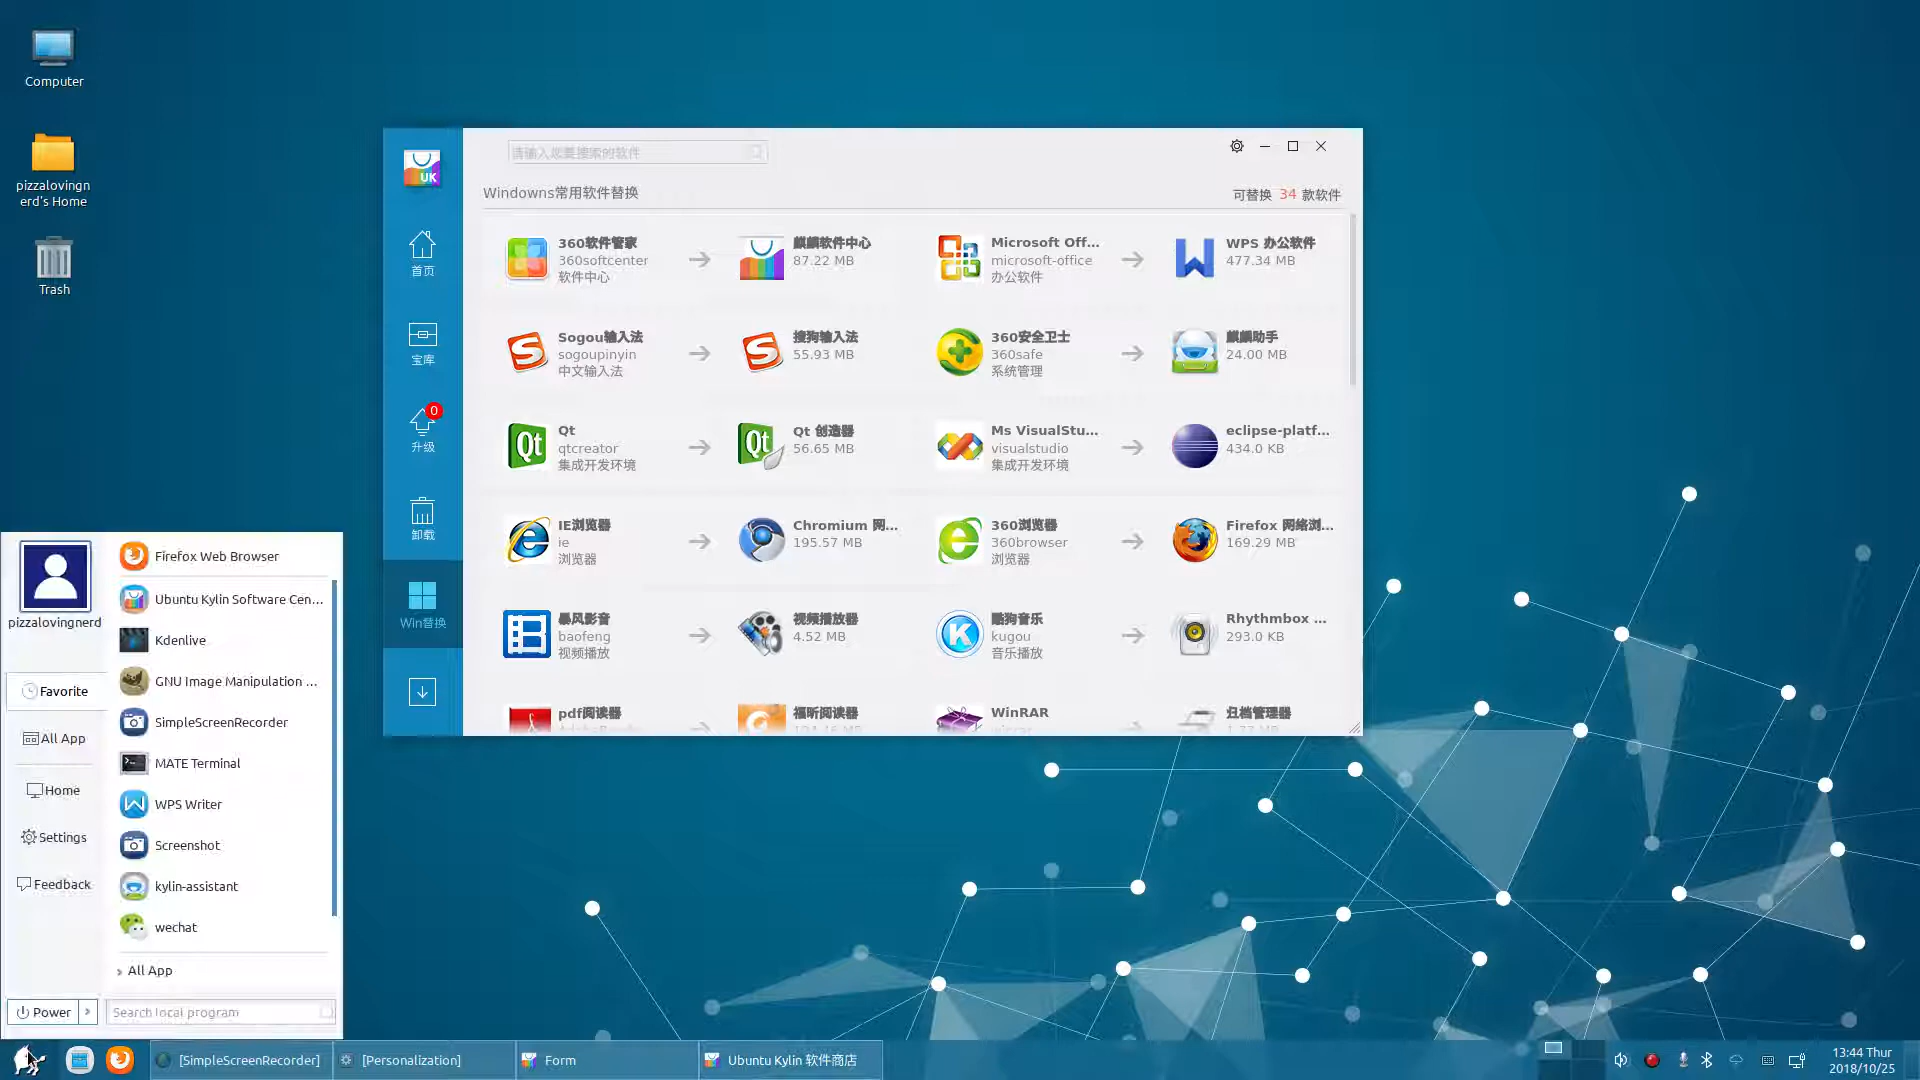 Computer
pizzalovingn
erd's Home
Trash
UK
首页
宝库
0
升级
卸载
Win替换
请输入您要搜索的软件
Windowns常用软件替换
可替换 34 款软件
360软件管家
360softcenter
软件中心
麒麟软件中心
87.22 MB
Microsoft Off...
microsoft-office
办公软件
WPS 办公软件
477.34 MB
Sogou输入法
sogoupinyin
中文输入法
搜狗输入法
55.93 MB
360安全卫士
360safe
系统管理
麒麟助手
24.00 MB
Qt
qtcreator
集成开发环境
Qt 创造器
56.65 MB
Ms VisualStu...
visualstudio
集成开发环境
eclipse-platf...
434.0 KB
IE浏览器
ie
浏览器
Chromium 网...
195.57 MB
360浏览器
360browser
浏览器
Firefox 网络浏...
169.29 MB
暴风影音
baofeng
视频播放
视频播放器
4.52 MB
酷狗音乐
kugou
音乐播放
Rhythmbox ...
293.0 KB
pdf阅读器
福昕阅读器
WinRAR
归档管理器
pizzalovingnerd
Favorite
All App
Home
Settings
Feedback
Power
Firefox Web Browser
Ubuntu Kylin Software Cen...
Kdenlive
GNU Image Manipulation ...
SimpleScreenRecorder
MATE Terminal
WPS Writer
Screenshot
kylin-assistant
wechat
All App
Search local program
[SimpleScreenRecorder]
[Personalization]
Form
Ubuntu Kylin 软件商店
13:44 Thur
2018/10/25